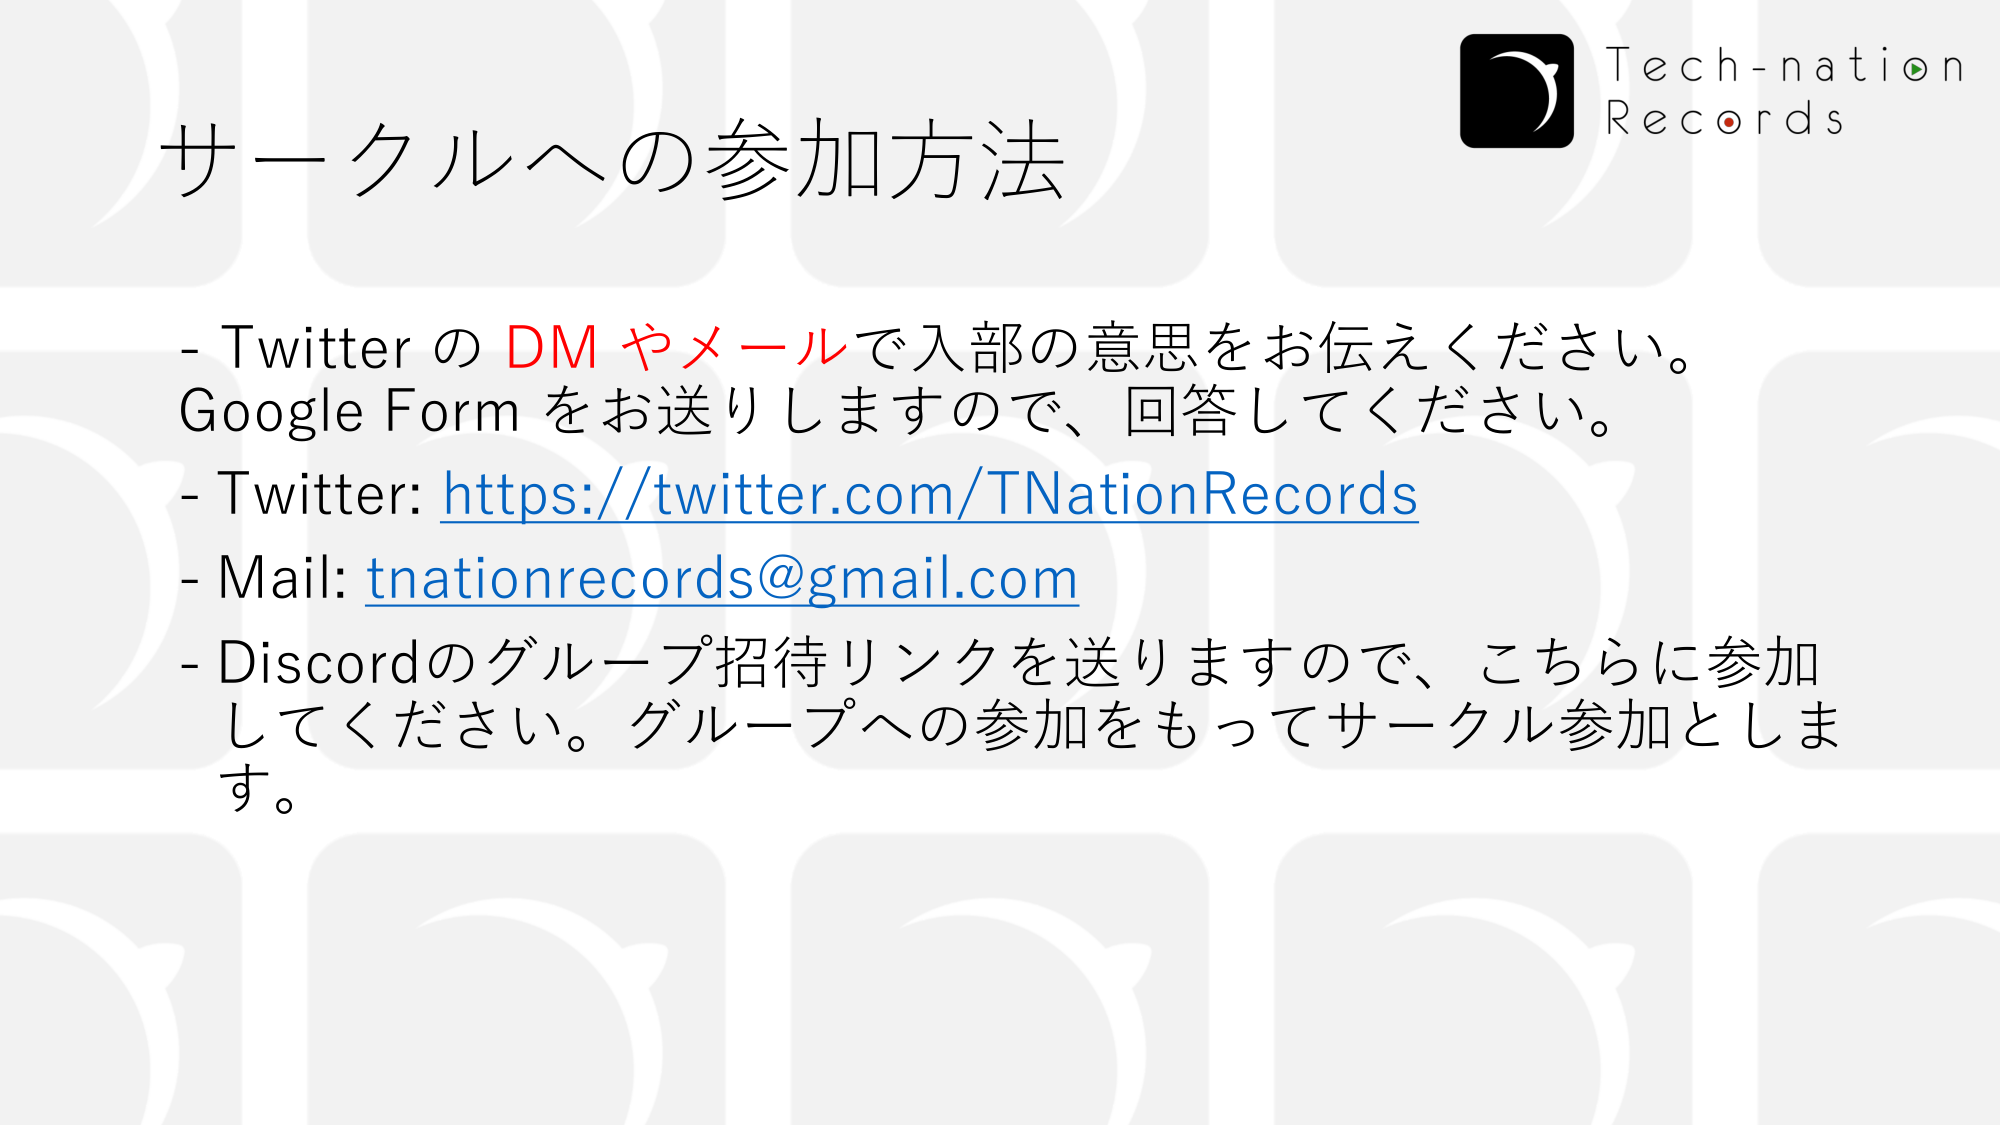 Tech-nation
Records
サークルへの参加方法
- Twitter の DM やメールで入部の意思をお伝えください。
Google Form をお送りしますので、回答してください。
- Twitter: https://twitter.com/TNationRecords
- Mail: tnationrecords@gmail.com
- Discordのグループ招待リンクを送りますので、こちらに参加
してください。グループへの参加をもってサークル参加としま
す。